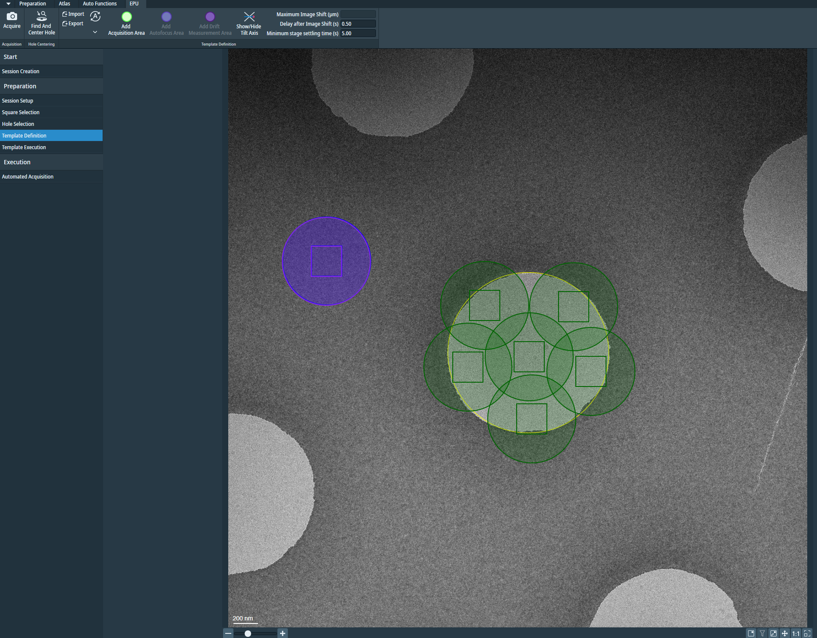 Preparation Atlas Auto Functions EPU
Acquire
Find And
Center Hole
Import
Export
A
Add
Acquisition Area
Add
Autofocus Area
Add Drift
Measurement Area
Show/Hide
Tilt Axis
Maximum Image Shift (µm)
Delay after Image Shift (s) 0.50
Minimum stage settling time (s) 5.00
Acquisition Hole Centering Template Definition
Start
Session Creation
Preparation
Session Setup
Square Selection
Hole Selection
Template Definition
Template Execution
Execution
Automated Acquisition
200 nm
1:1